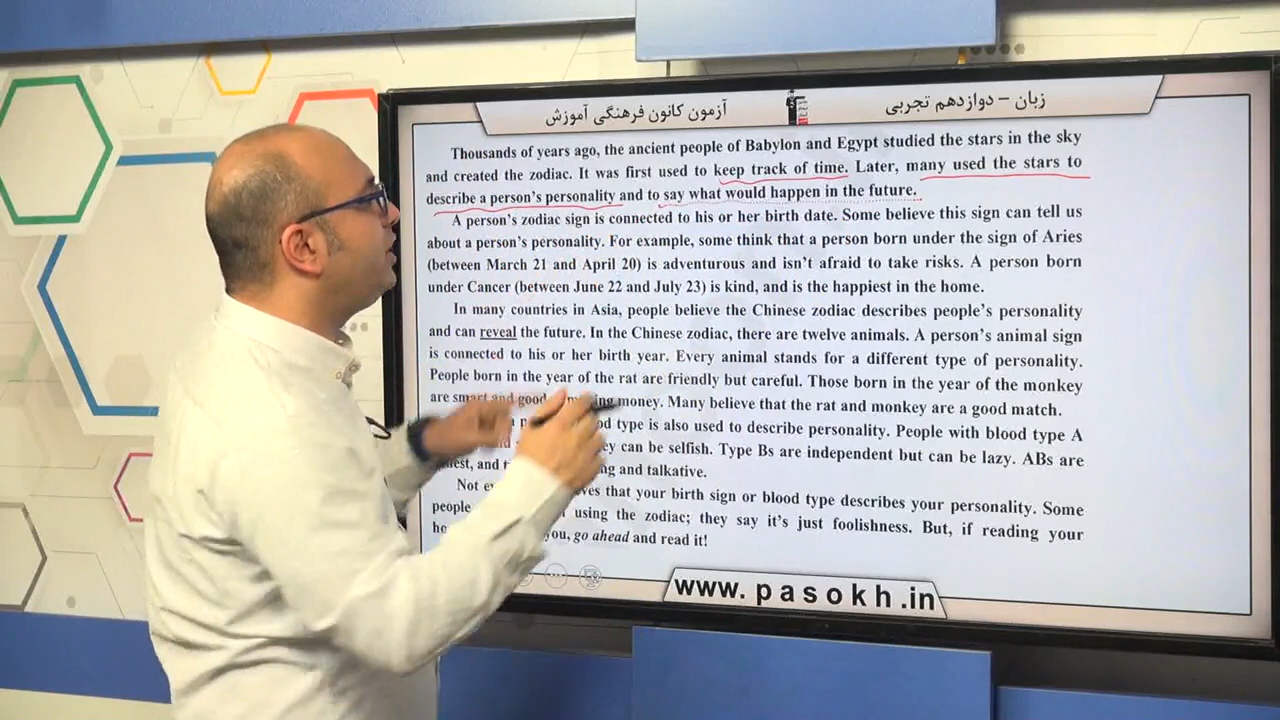 زبان – دوازدهم تجربی
آزمون کانون فرهنگی آموزش
Thousands of years ago, the ancient people of Babylon and Egypt studied the stars in the sky
and created the zodiac. It was first used to keep track of time. Later, many used the stars to
describe a person's personality and to say what would happen in the future.
A person's zodiac sign is connected to his or her birth date. Some believe this sign can tell us
about a person's personality. For example, some think that a person born under the sign of Aries
(between March 21 and April 20) is adventurous and isn't afraid to take risks. A person born
under Cancer (between June 22 and July 23) is kind, and is the happiest in the home.
In many countries in Asia, people believe the Chinese zodiac describes people's personality
and can reveal the future. In the Chinese zodiac, there are twelve animals. A person's animal sign
is connected to his or her birth year. Every animal stands for a different type of personality.
People born in the year of the rat are friendly but careful. Those born in the year of the monkey
are smart and good money. Many believe that the rat and monkey are a good match.
type is also used to describe personality. People with blood type A
can be selfish. Type Bs are independent but can be lazy. ABs are
and and talkative.
Not that your birth sign or blood type describes your personality. Some
people using the zodiac; they say it's just foolishness. But, if reading your
go ahead and read it!
www.pasokh.in